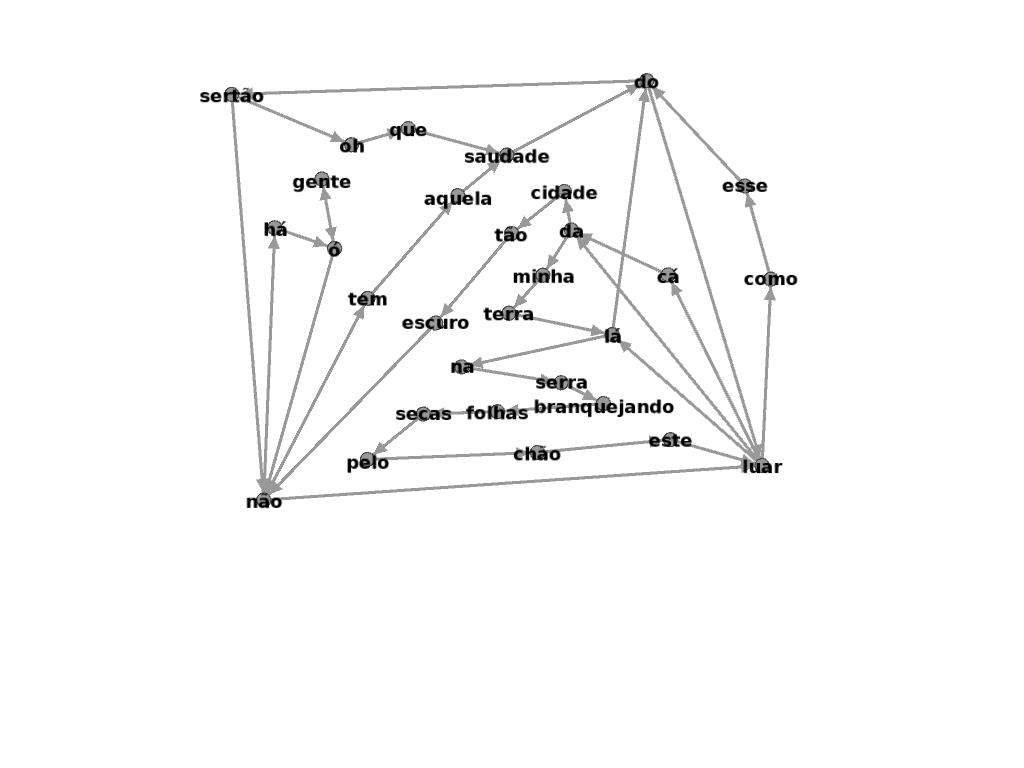 do
sertão
que
oh
saudade
gente
esse
cidade
aquela
há
da
tão
ó
minha
cá
como
tem
terra
escuro
lá
na
serra
branquejando
folhas
secas
este
chão
pelo
luar
não